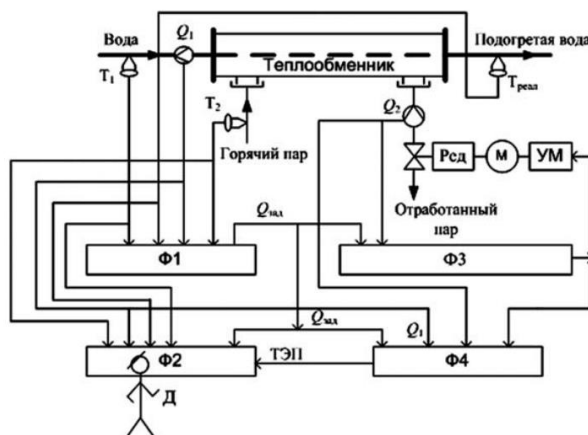 Вода
Q₁
Подогретая вода
Теплообменник
T₁
T₂
Q₂
Tреал
Горячий пар
Рсд
М
УМ
Отработанный
пар
Qзад
Ф1
Ф3
Qзад
Q₁
ТЭП
Ф2
Ф4
Д